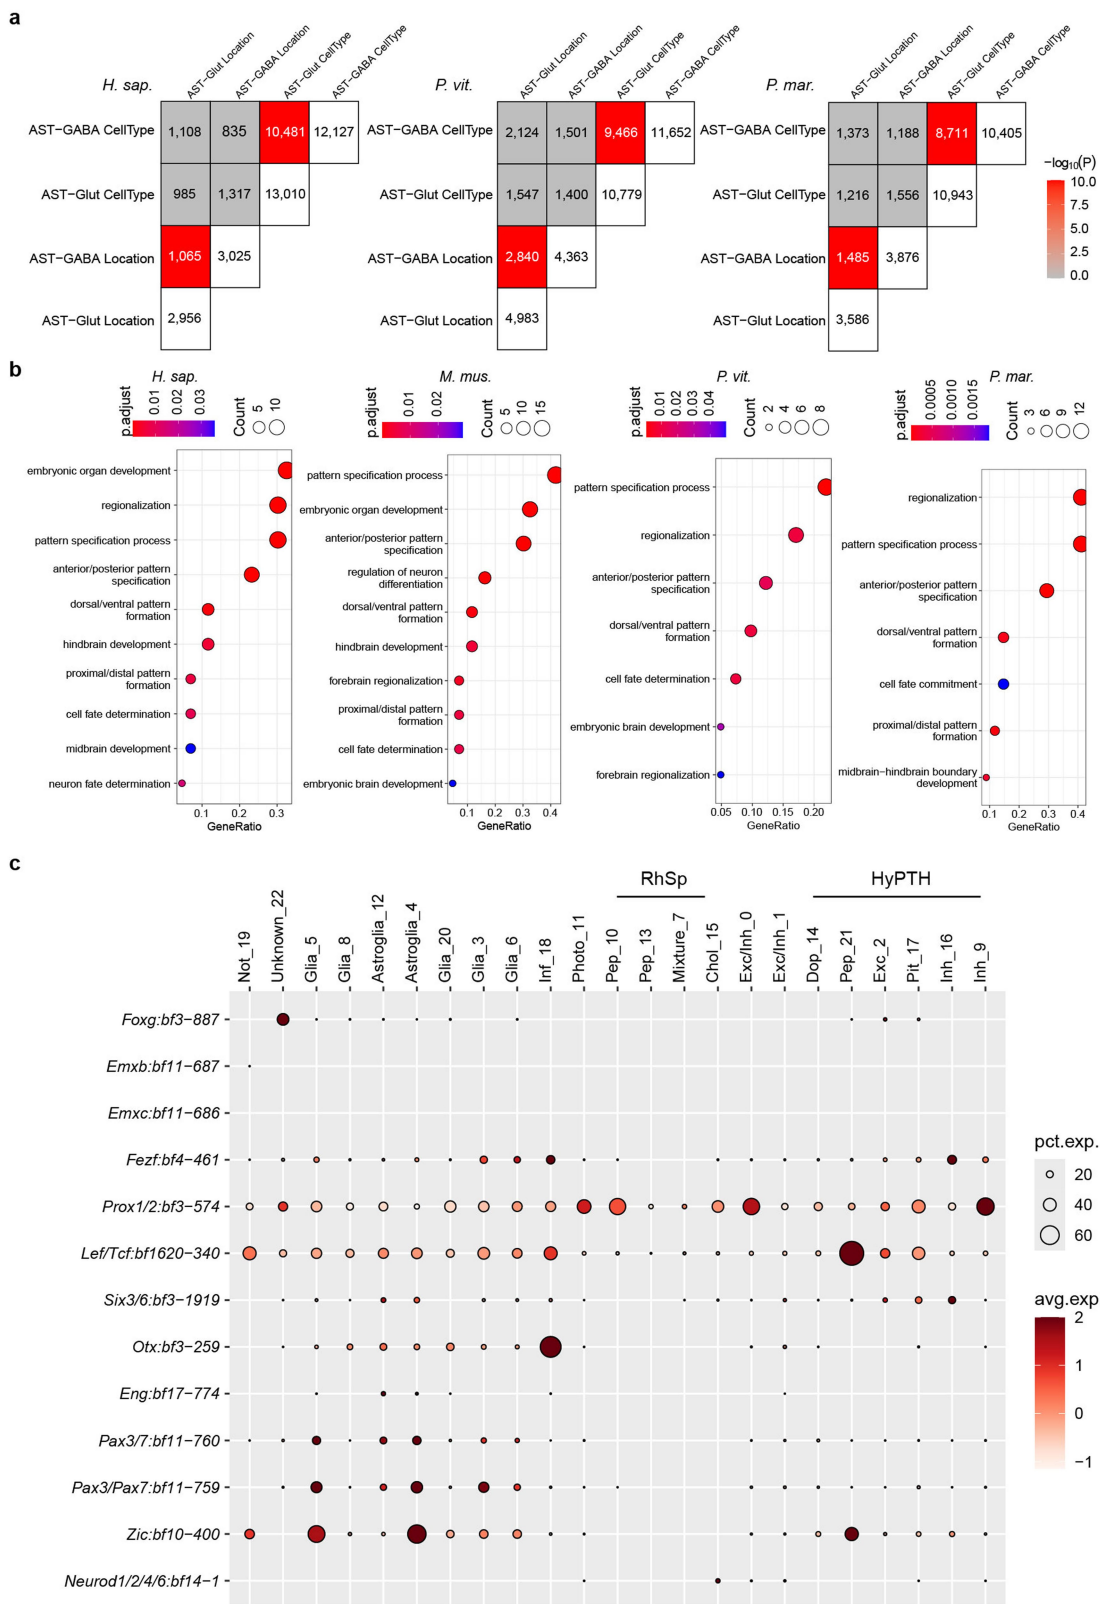 a
H. sap.
AST−Glut Location
AST−GABA Location
AST−Glut CellType
AST−GABA CellType
AST−GABA CellType
1,108
835
10,481
12,127
AST−Glut CellType
985
1,317
13,010
AST−GABA Location
1,065
3,025
AST−Glut Location
2,956
P. vit.
AST−Glut Location
AST−GABA Location
AST−Glut CellType
AST−GABA CellType
AST−GABA CellType
2,124
1,501
9,466
11,652
AST−Glut CellType
1,547
1,400
10,779
AST−GABA Location
2,840
4,363
AST−Glut Location
4,983
P. mar.
AST−Glut Location
AST−GABA Location
AST−Glut CellType
AST−GABA CellType
AST−GABA CellType
1,373
1,188
8,711
10,405
AST−Glut CellType
1,216
1,556
10,943
AST−GABA Location
1,485
3,876
AST−Glut Location
3,586
−log10(P)
10.0
7.5
5.0
2.5
0.0
b
H. sap.
p.adjust
0.01
0.02
0.03
Count
5
10
embryonic organ development
regionalization
pattern specification process
anterior/posterior pattern
specification
dorsal/ventral pattern
formation
hindbrain development
proximal/distal pattern
formation
cell fate determination
midbrain development
neuron fate determination
0.1
0.2
0.3
GeneRatio
M. mus.
p.adjust
0.01
0.02
Count
5
10
15
pattern specification process
embryonic organ development
anterior/posterior pattern
specification
regulation of neuron
differentiation
dorsal/ventral pattern
formation
hindbrain development
forebrain regionalization
proximal/distal pattern
formation
cell fate determination
embryonic brain development
0.1
0.2
0.3
0.4
GeneRatio
P. vit.
p.adjust
0.01
0.02
0.03
0.04
Count
2
4
6
8
pattern specification process
regionalization
anterior/posterior pattern
specification
dorsal/ventral pattern
formation
cell fate determination
embryonic brain development
forebrain regionalization
0.05
0.10
0.15
0.20
GeneRatio
P. mar.
p.adjust
0.0005
0.0010
0.0015
Count
3
6
9
12
regionalization
pattern specification process
anterior/posterior pattern
specification
dorsal/ventral pattern
formation
cell fate commitment
proximal/distal pattern
formation
midbrain−hindbrain boundary
development
0.1
0.2
0.3
0.4
GeneRatio
c
RhSp
HyPTH
Not_19
Unknown_22
Glia_5
Glia_8
Astroglia_12
Astroglia_4
Glia_20
Glia_3
Glia_6
Inf_18
Photo_11
Pep_10
Pep_13
Mixture_7
Chol_15
Exc/Inh_0
Exc/Inh_1
Dop_14
Pep_21
Exc_2
Pit_17
Inh_16
Inh_9
Foxg:bf3−887
Emxb:bf11−687
Emxc:bf11−686
Fezf:bf4−461
Prox1/2:bf3−574
Lef/Tcf:bf1620−340
Six3/6:bf3−1919
Otx:bf3−259
Eng:bf17−774
Pax3/7:bf11−760
Pax3/Pax7:bf11−759
Zic:bf10−400
Neurod1/2/4/6:bf14−1
pct.exp.
20
40
60
avg.exp
2
1
0
−1